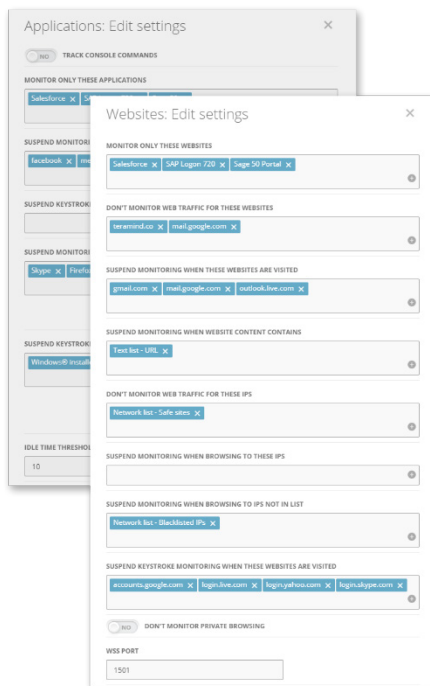 Applications: Edit settings ×
NO TRACK CONSOLE COMMANDS
MONITOR ONLY THESE APPLICATIONS
Salesforce x
SUSPEND MONITORI
facebook x
SUSPEND KEYSTROKE
SUSPEND MONITORI
Skype x Firefo
SUSPEND KEYSTROK
Windows® install
IDLE TIME THRESHOL
10
Websites: Edit settings ×
MONITOR ONLY THESE WEBSITES
Salesforce x SAP Logon 720 x Sage 50 Portal x
DON'T MONITOR WEB TRAFFIC FOR THESE WEBSITES
teramind.co x mail.google.com x
SUSPEND MONITORING WHEN THESE WEBSITES ARE VISITED
gmail.com x mail.google.com x outlook.live.com x
SUSPEND MONITORING WHEN WEBSITE CONTENT CONTAINS
Text list - URL x
DON'T MONITOR WEB TRAFFIC FOR THESE IPS
Network list - Safe sites x
SUSPEND MONITORING WHEN BROWSING TO THESE IPS
SUSPEND MONITORING WHEN BROWSING TO IPS NOT IN LIST
Network list - Blacklisted IPs x
SUSPEND KEYSTROKE MONITORING WHEN THESE WEBSITES ARE VISITED
accounts.google.com x login.live.com x login.yahoo.com x login.skype.com x
NO DON'T MONITOR PRIVATE BROWSING
WSS PORT
1501